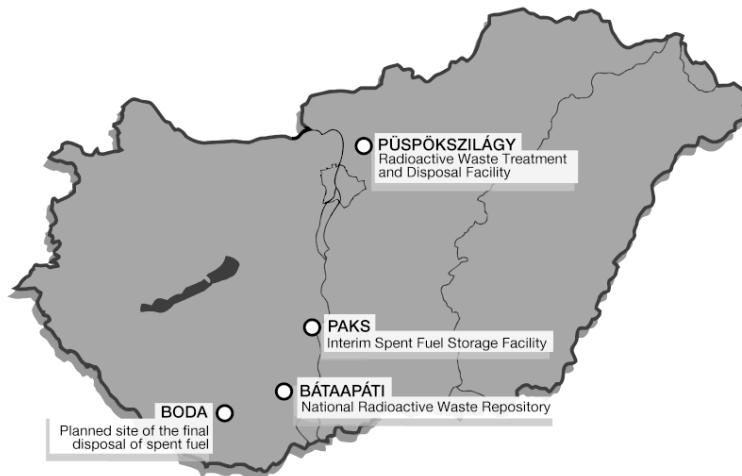 PÜSPÖKSZILÁGY
Radioactive Waste Treatment
and Disposal Facility
PAKS
Interim Spent Fuel Storage Facility
BÁTAAPÁTI
National Radioactive Waste Repository
BODA
Planned site of the final
disposal of spent fuel